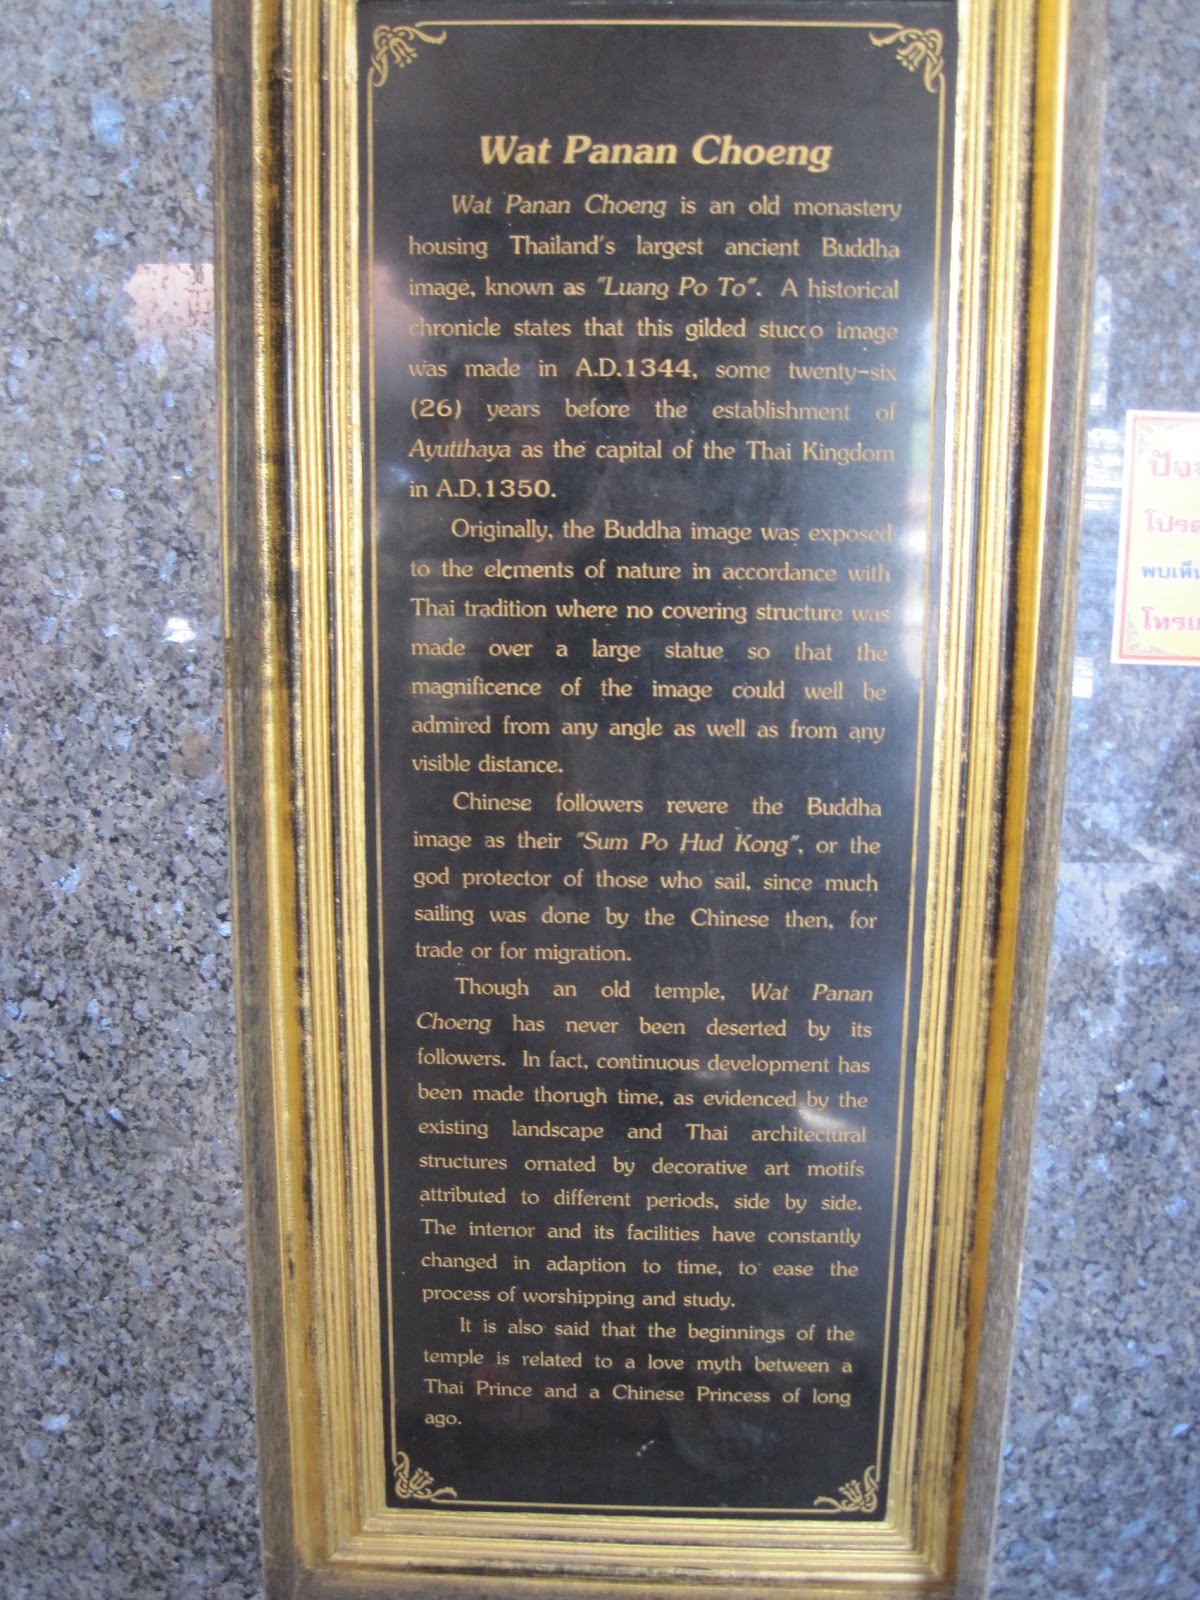 Wat Panan Choeng
Wat Panan Choeng is an old monastery
housing Thailand's largest ancient Buddha
image, known as "Luang Po To". A historical
chronicle states that this gilded stucco image
was made in A.D.1344, some twenty-six
(26) years before the establishment of
Ayutthaya as the capital of the Thai Kingdom
in A.D.1350.
Originally, the Buddha image was exposed
to the elements of nature in accordance with
Thai tradition where no covering structure was
made over a large statue so that the
magnificence of the image could well be
admired from any angle as well as from any
visible distance.
Chinese followers revere the Buddha
image as their "Sum Po Hud Kong", or the
god protector of those who sail, since much
sailing was done by the Chinese then, for
trade or for migration.
Though an old temple, Wat Panan
Choeng has never been deserted by its
followers. In fact, continuous development has
been made thorugh time, as evidenced by the
existing landscape and Thai architectural
structures ornated by decorative art motifs
attributed to different periods, side by side.
The interior and its facilities have constantly
changed in adaption to time, to ease the
process of worshipping and study.
It is also said that the beginnings of the
temple is related to a love myth between a
Thai Prince and a Chinese Princess of long
ago.
พบเห็น